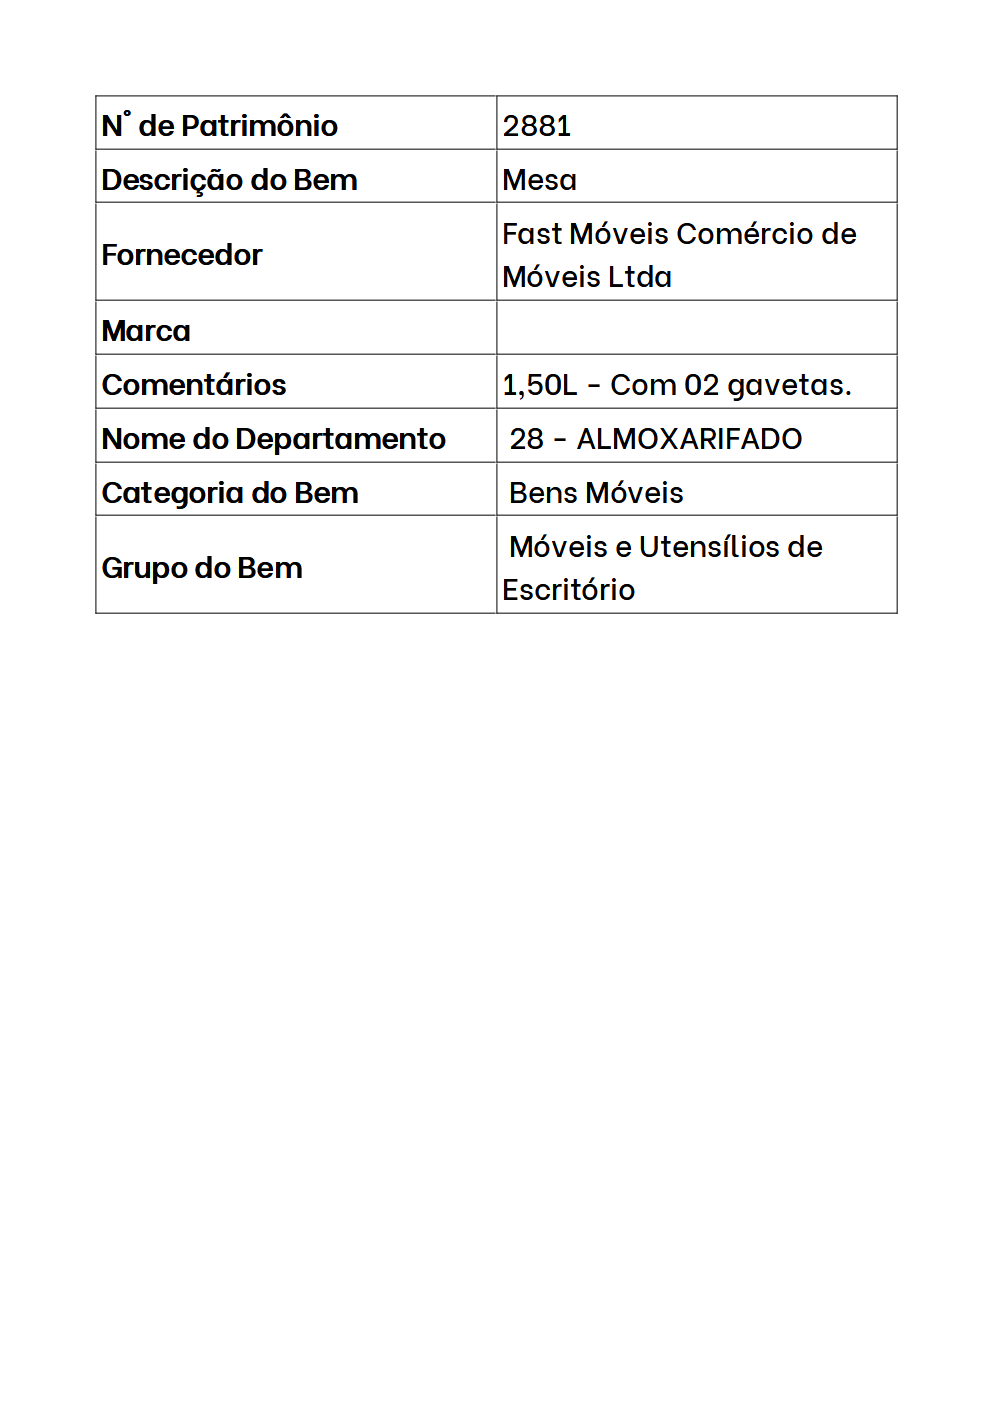 N° de Patrimônio 2881
Descrição do Bem Mesa
Fornecedor Fast Móveis Comércio de
Móveis Ltda
Marca
Comentários 1,50L - Com 02 gavetas.
Nome do Departamento 28 - ALMOXARIFADO
Categoria do Bem Bens Móveis
Grupo do Bem Móveis e Utensílios de
Escritório